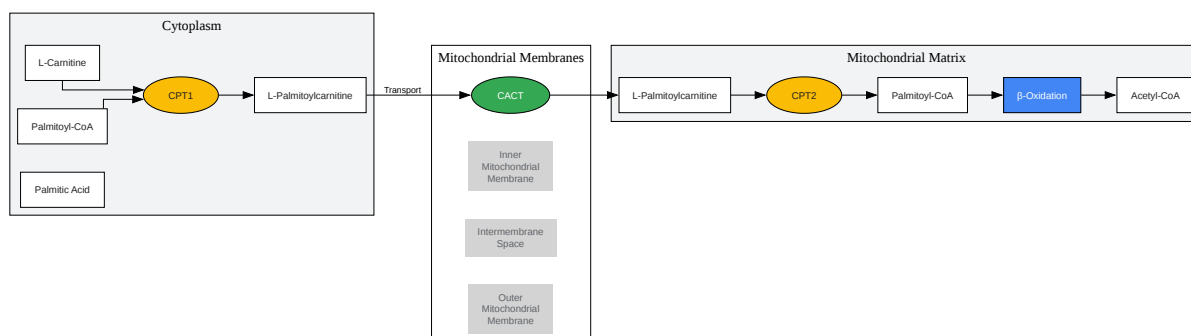 Cytoplasm
L-Carnitine
CPT1
L-Palmitoylcarnitine
Palmitoyl-CoA
Palmitic Acid
Transport
Mitochondrial Membranes
CACT
Inner
Mitochondrial
Membrane
Intermembrane
Space
Outer
Mitochondrial
Membrane
Mitochondrial Matrix
L-Palmitoylcarnitine
CPT2
Palmitoyl-CoA
β-Oxidation
Acetyl-CoA